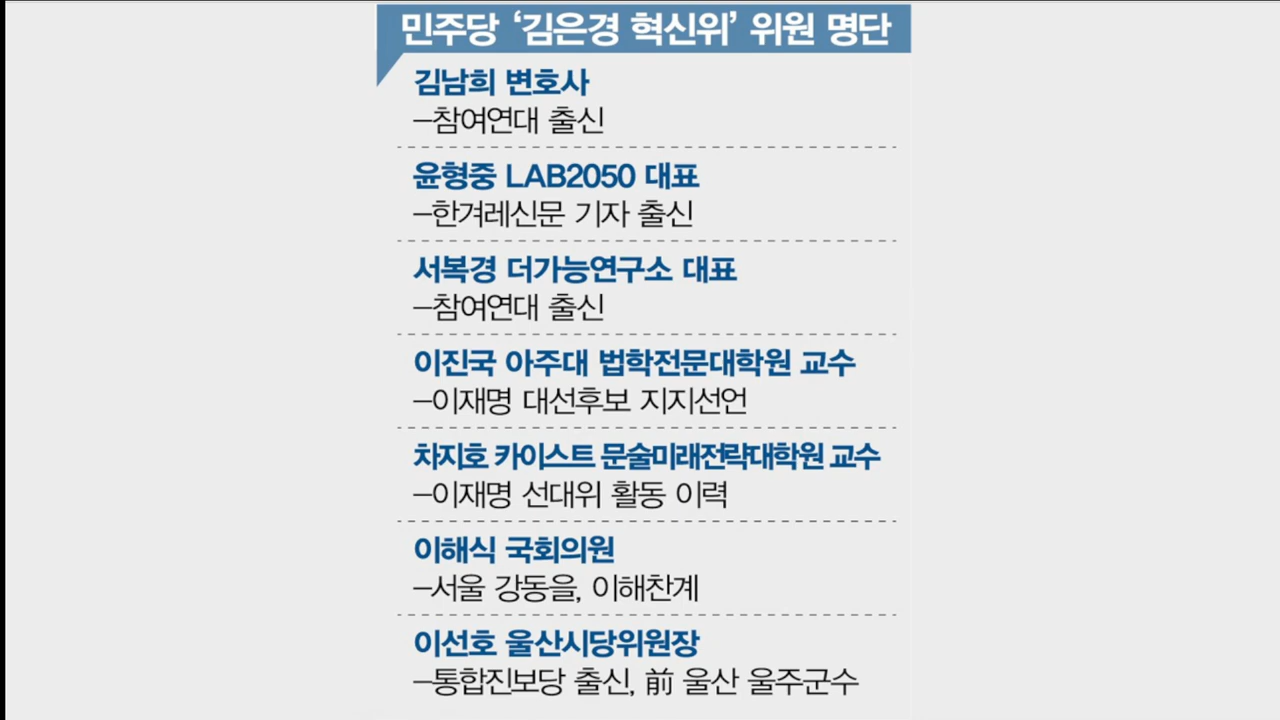 민주당 ‘김은경 혁신위’ 위원 명단
김남희 변호사
–참여연대 출신
윤형중 LAB2050 대표
–한겨레신문 기자 출신
서복경 더가능연구소 대표
–참여연대 출신
이진국 아주대 법학전문대학원 교수
–이재명 대선후보 지지선언
차지호 카이스트 문술미래전략대학원 교수
–이재명 선대위 활동 이력
이해식 국회의원
–서울 강동을, 이해찬계
이선호 울산시당위원장
–통합진보당 출신, 前 울산 울주군수